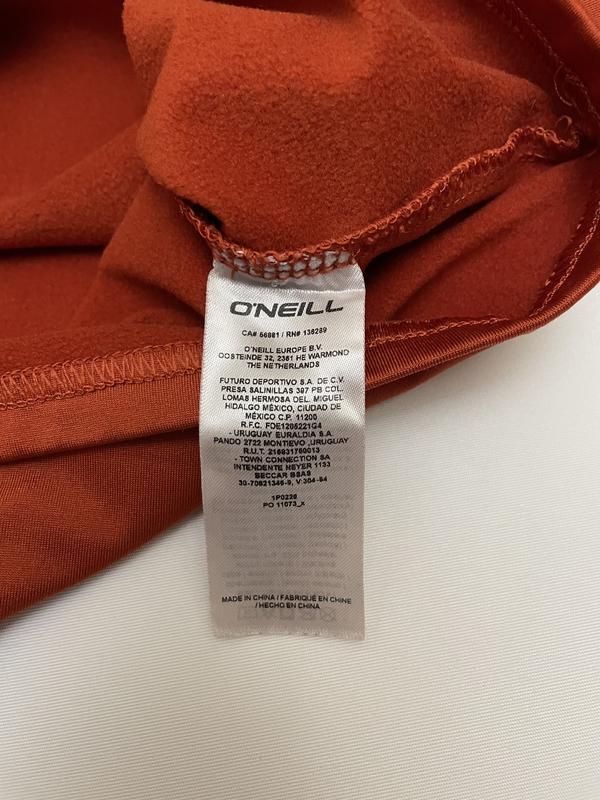 O'NEILL
CA# 56881 / RN# 138289
O'NEILL EUROPE B.V.
OOSTEINDE 32, 2361 HE WARMOND
THE NETHERLANDS
FUTURO DEPORTIVO S.A. DE C.V.
PRESA SALINILLAS 397 PB COL.
LOMAS HERMOSA DEL. MIGUEL
HIDALGO MÉXICO, CIUDAD DE
MÉXICO C.P. 11200
R.F.C. FDE1205221G4
- URUGUAY EURALDIA S.A.
PANDO 2722 MONTIEVO ,URUGUAY
R.U.T. 216931760013
- TOWN CONNECTION SA
INTENDENTE NEYER 1133
BECCAR BSAS
30-70821346-9, V:304-84
1P0228
PO 11073_x
MADE IN CHINA / FABRIQUÉ EN CHINE
/ HECHO EN CHINA